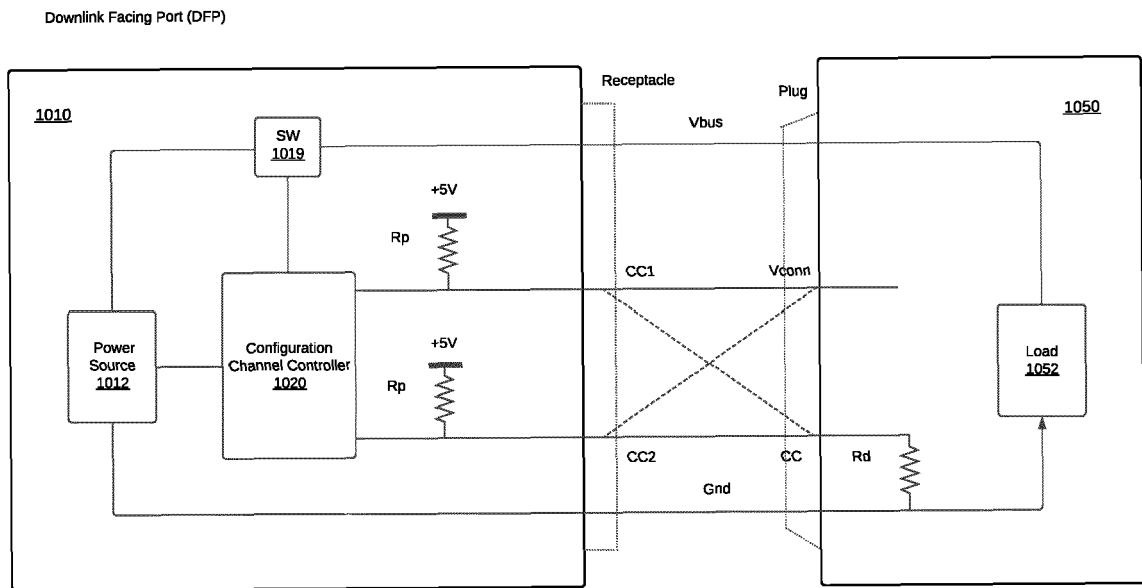 Downlink Facing Port (DFP)
Receptacle
Plug
1010
1050
SW
1019
Vbus
+5V
Rp
CC1
Vconn
Power
Source
1012
Configuration
Channel Controller
1020
+5V
Rp
Load
1052
CC2
CC
Rd
Gnd